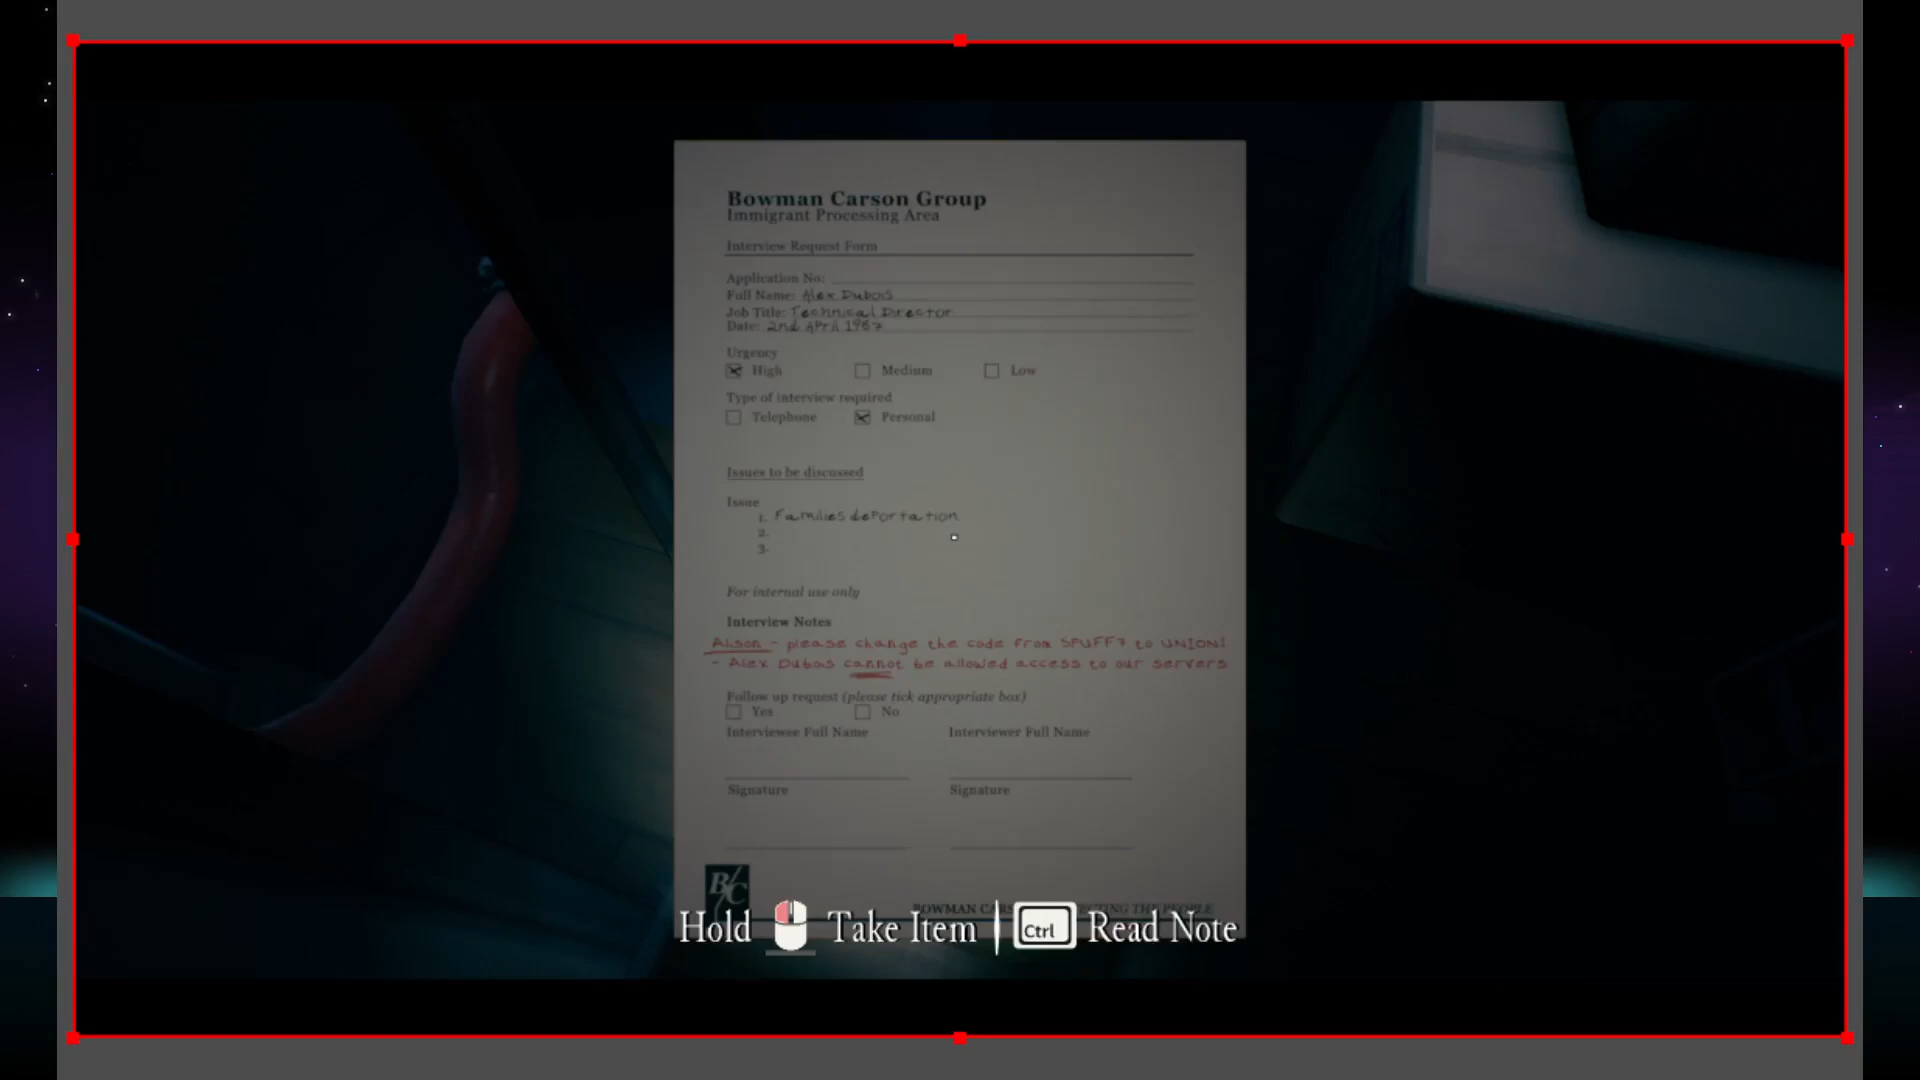 Bowman Carson Group
Immigrant Processing Area
Interview Request Form
Application No:
Full Name: Alex Dubois
Job Title: Technical Director
Date: 2nd April 1987
Urgency
High Medium Low
Type of interview required
Telephone Personal
Issues to be discussed
Issue
1. Families deportation
2.
3.
For internal use only
Interview Notes
Alison - please change the code from SPUFF7 to UNION1
- Alex Dubois cannot be allowed access to our servers
Follow up request (please tick appropriate box)
Yes No
Interviewee Full Name Interviewer Full Name
Signature Signature
B/C
BOWMAN THE PEOPLE
Hold Take Item | Ctrl Read Note